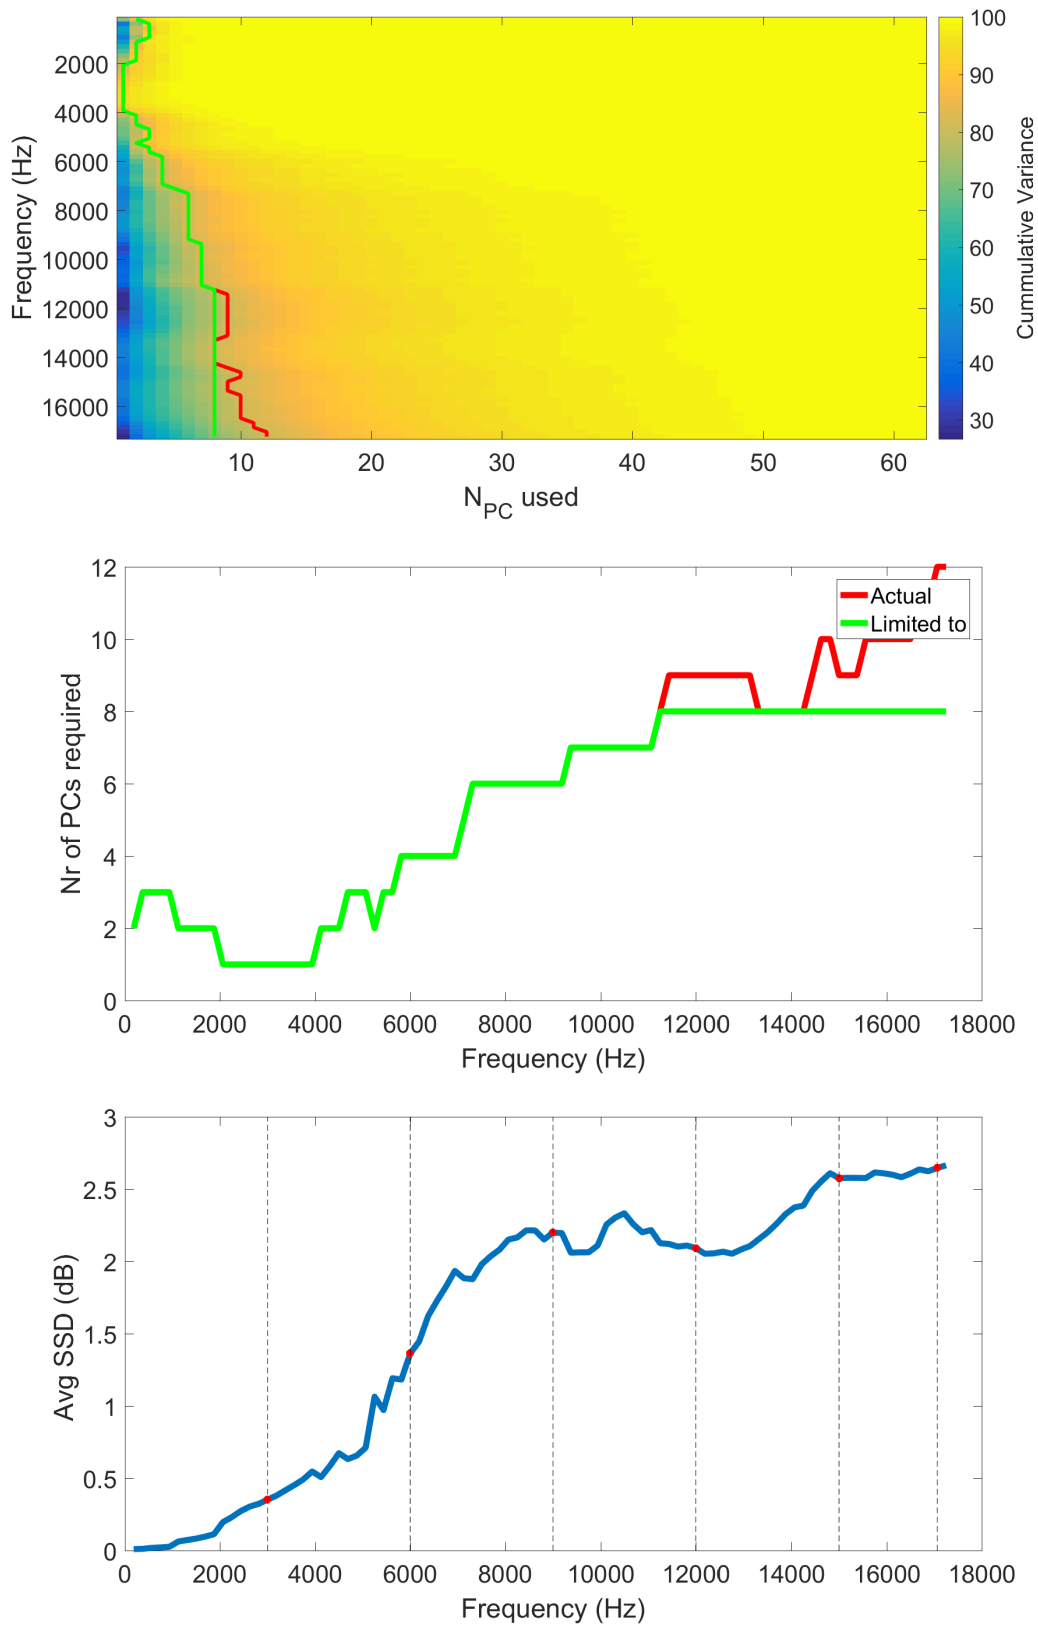 2000
4000
6000
8000
10000
12000
14000
16000
Frequency (Hz)
10 20 30 40 50 60
N_PC used
100
90
80
70
60
50
40
30
Cummulative Variance
12
10
8
6
4
2
0
Nr of PCs required
Actual
Limited to
0 2000 4000 6000 8000 10000 12000 14000 16000 18000
Frequency (Hz)
3
2.5
2
1.5
1
0.5
0
Avg SSD (dB)
0 2000 4000 6000 8000 10000 12000 14000 16000 18000
Frequency (Hz)